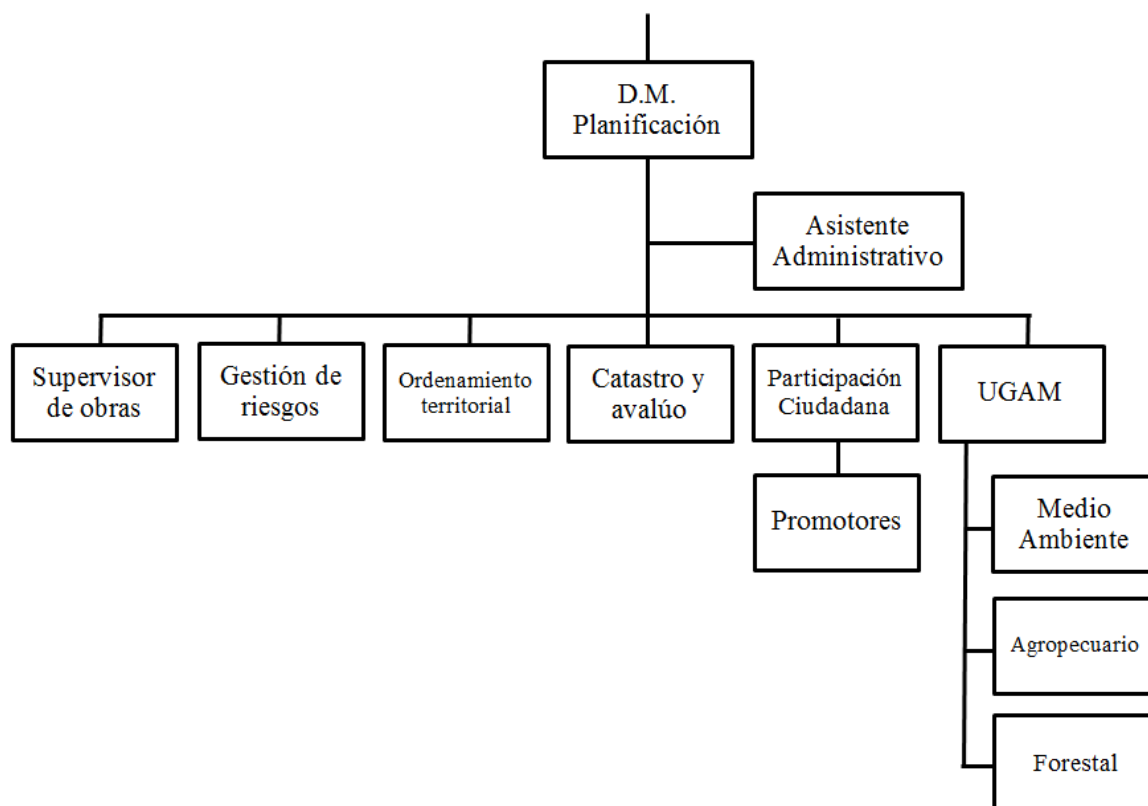 D.M.
Planificación
Asistente
Administrativo
Supervisor
de obras
Gestión de
riesgos
Ordenamiento
territorial
Catastro y
avalúo
Participación
Ciudadana
UGAM
Promotores
Medio
Ambiente
Agropecuario
Forestal